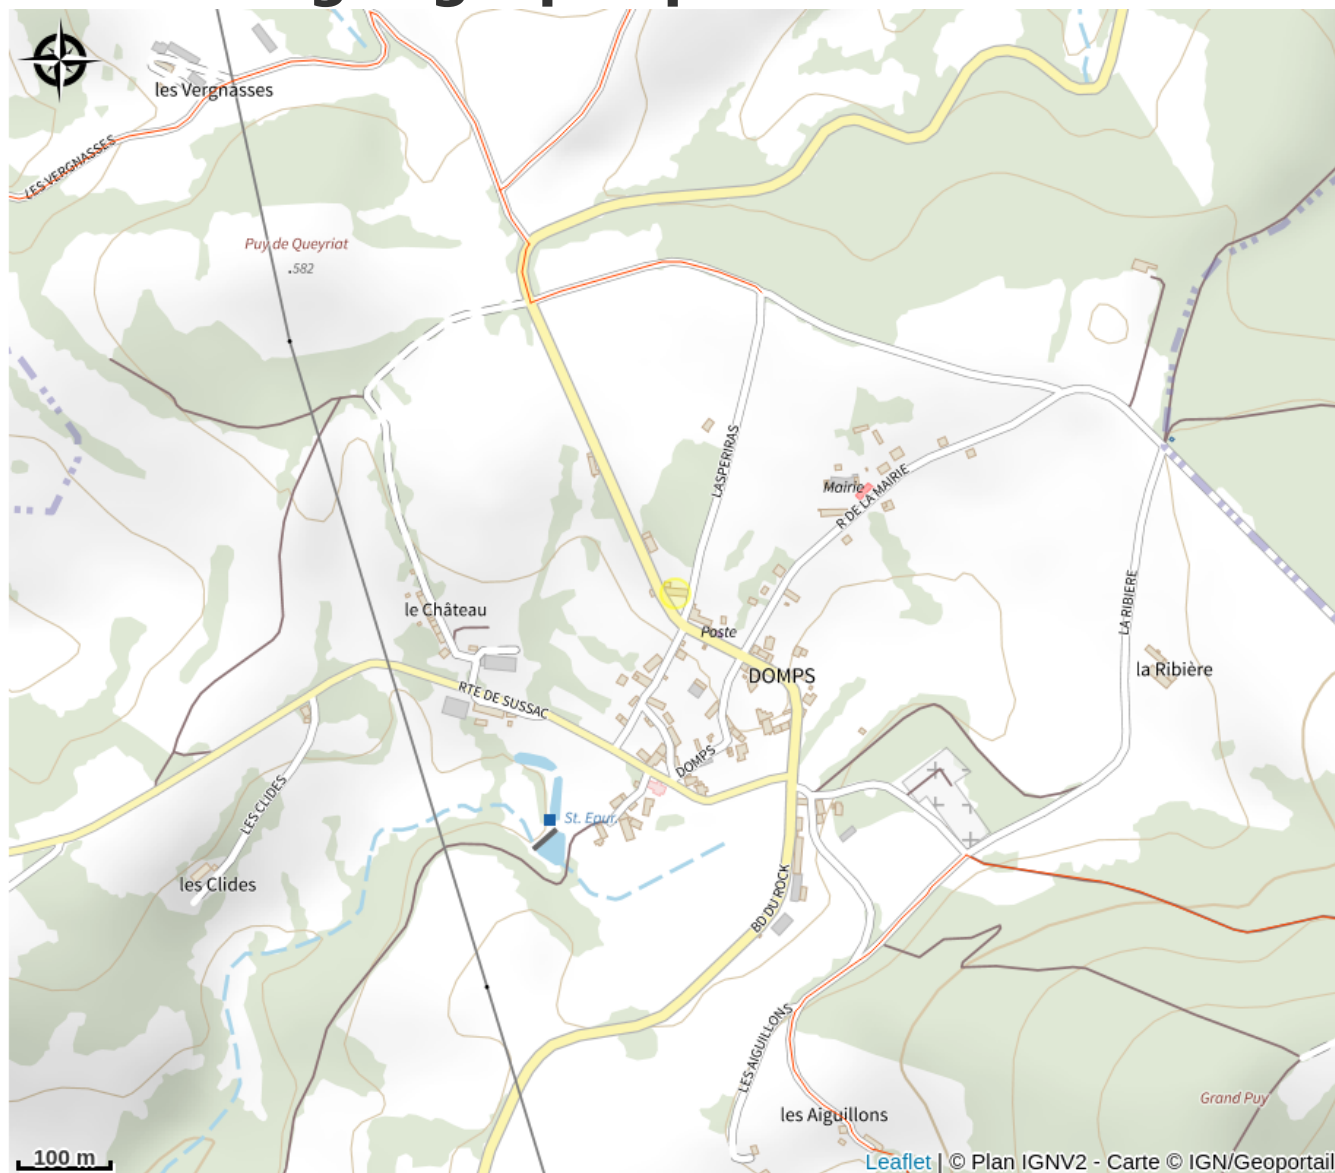 les Vergnasses
LES VERGNASSES
Puy de Queyriat
.582
LASPERIRAS
Mairie
R DE LA MAIRIE
le Château
Poste
LA RIBIERE
DOMPS
la Ribière
RTE DE SUSSAC
DOMPS
LES CLIDES
St. Epur.
les Clides
BD DU ROCK
LES AIGUILLONS
Grand Puy
les Aiguillons
100 m
Leaflet | © Plan IGNV2 - Carte © IGN/Geoportail